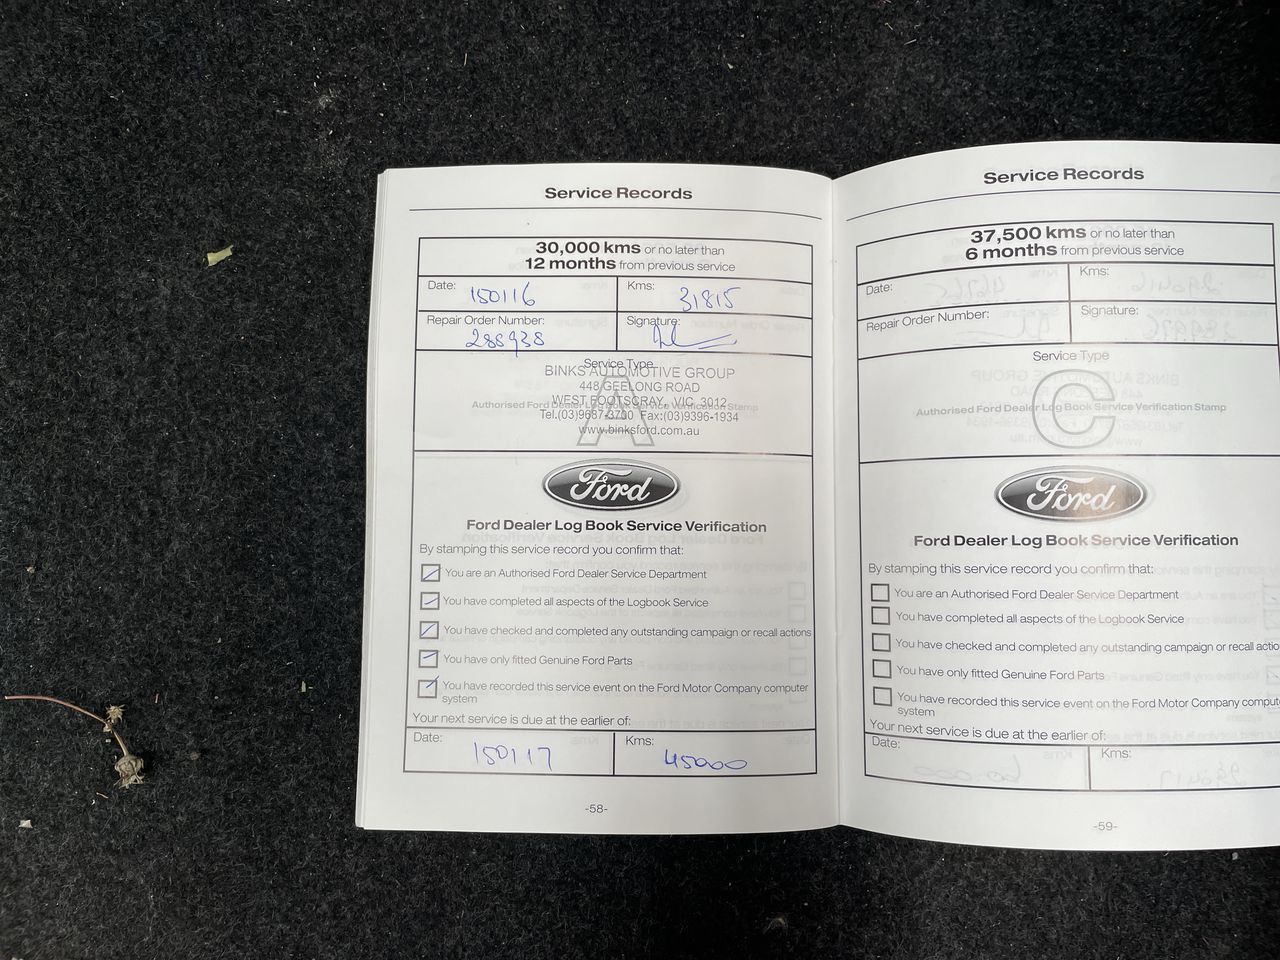 Service Records
30,000 kms or no later than
12 months from previous service
Date: 150116 Kms: 31815
Repair Order Number: 288938 Signature:
Service Type
A
BINKS AUTOMOTIVE GROUP
448 GEELONG ROAD
WEST FOOTSCRAY, VIC 3012
Authorised Ford Dealer Log Book Service Verification Stamp
Tel.(03)9687-3700 Fax:(03)9396-1934
www.binksford.com.au
Ford
Ford Dealer Log Book Service Verification
By stamping this service record you confirm that:
You are an Authorised Ford Dealer Service Department
You have completed all aspects of the Logbook Service
You have checked and completed any outstanding campaign or recall actions
You have only fitted Genuine Ford Parts
You have recorded this service event on the Ford Motor Company computer
system
Your next service is due at the earlier of:
Date: 150117 Kms: 45000
-58-
Service Records
37,500 kms or no later than
6 months from previous service
Date: Kms:
Repair Order Number: Signature:
Service Type
C
Authorised Ford Dealer Log Book Service Verification Stamp
Ford
Ford Dealer Log Book Service Verification
By stamping this service record you confirm that:
You are an Authorised Ford Dealer Service Department
You have completed all aspects of the Logbook Service
You have checked and completed any outstanding campaign or recall actio
You have only fitted Genuine Ford Parts
You have recorded this service event on the Ford Motor Company comput
system
Your next service is due at the earlier of:
Date: Kms:
-59-